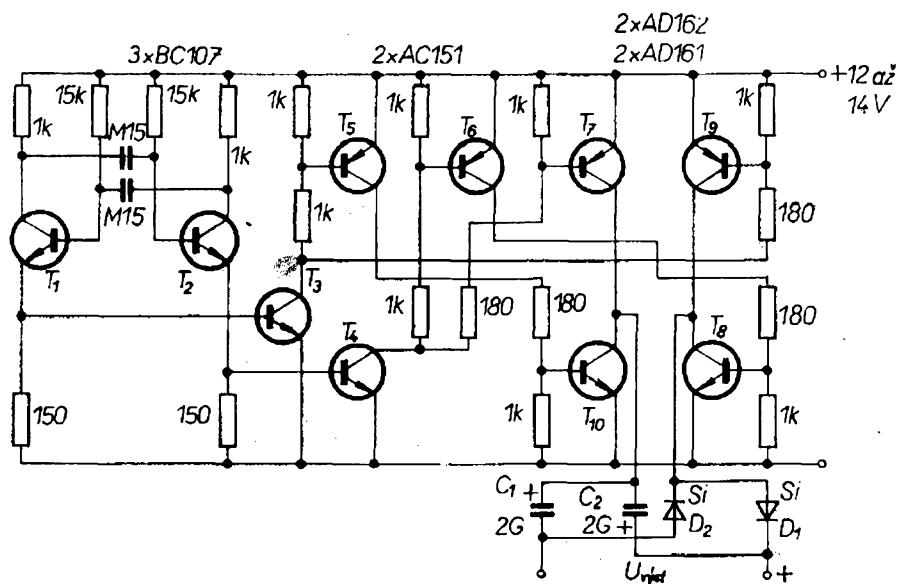 3×BC107
2×AC151
2×AD162
2×AD161
+12 až
14 V
1k
15k
15k
1k
M15
M15
T1
T2
150
150
1k
1k
T3
T4
T5
1k
1k
180
T6
1k
T7
180
T10
1k
T9
1k
180
180
T8
1k
C1 +
2G
C2
2G +
Si
D2
Si
D1
+